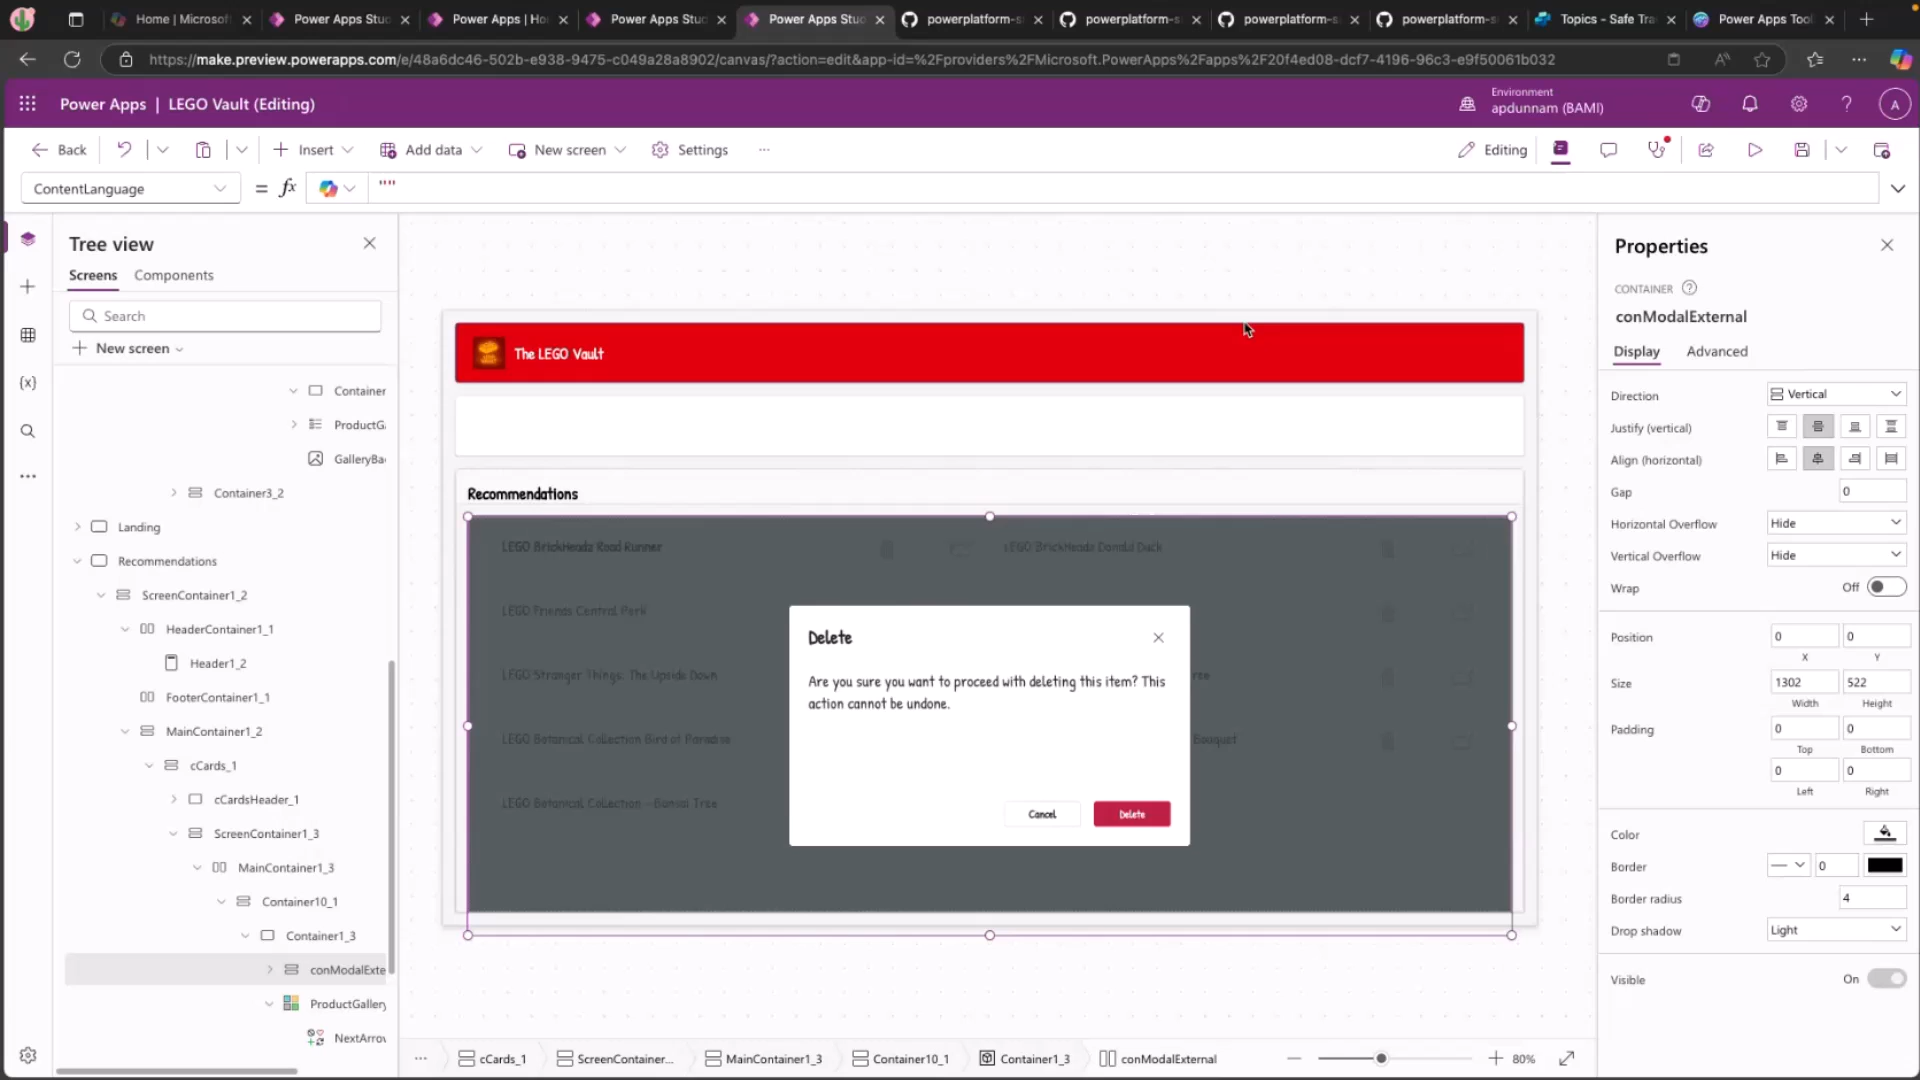 Home | Microsof
Power Apps Stu
Power Apps | Ho
Power Apps Stu
Power Apps Stu
powerplatform-s
powerplatform-s
powerplatform-s
powerplatform-s
Topics - Safe Tra
Power Apps Tool
https://make.preview.powerapps.com/e/48a6dc46-502b-e938-9475-c049a28a8902/canvas/?action=edit&app-id=%2Fproviders%2FMicrosoft.PowerApps%2Fapps%2F20f4ed08-dcf7-4196-96c3-e9f50061b032
Power Apps | LEGO Vault (Editing)
Environment
apdunnam (BAMI)
A
Back
Insert
Add data
New screen
Settings
...
Editing
ContentLanguage
= fx
""
Tree view
Screens
Components
Search
New screen
Container
ProductGa
GalleryBa
Container3_2
Landing
Recommendations
ScreenContainer1_2
HeaderContainer1_1
Header1_2
FooterContainer1_1
MainContainer1_2
cCards_1
cCardsHeader_1
ScreenContainer1_3
MainContainer1_3
Container10_1
Container1_3
conModalExte
ProductGallery
NextArrow
The LEGO Vault
Recommendations
LEGO BrickHeadz Road Runner
LEGO BrickHeadz Donald Duck
LEGO Friends Central Perk
LEGO Stranger Things: The Upside Down
ree
LEGO Botanical Collection Bird of Paradise
Bouquet
LEGO Botanical Collection - Bonsai Tree
Delete
Are you sure you want to proceed with deleting this item? This
action cannot be undone.
Cancel
Delete
Properties
CONTAINER
conModalExternal
Display
Advanced
Direction
Vertical
Justify (vertical)
Align (horizontal)
Gap
0
Horizontal Overflow
Hide
Vertical Overflow
Hide
Wrap
Off
Position
0
0
X
Y
Size
1302
522
Width
Height
Padding
0
0
Top
Bottom
0
0
Left
Right
Color
Border
0
Border radius
4
Drop shadow
Light
Visible
On
...
cCards_1
ScreenContainer...
MainContainer1_3
Container10_1
Container1_3
conModalExternal
80%